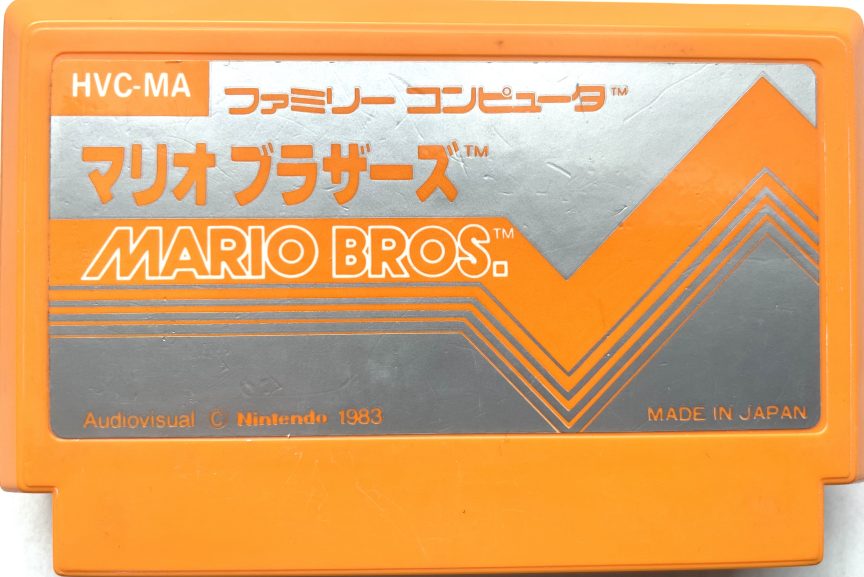 HVC-MA
ファミリー コンピュータ™
マリオ ブラザーズ™
MARIO BROS.™
Audiovisual © Nintendo 1983
MADE IN JAPAN